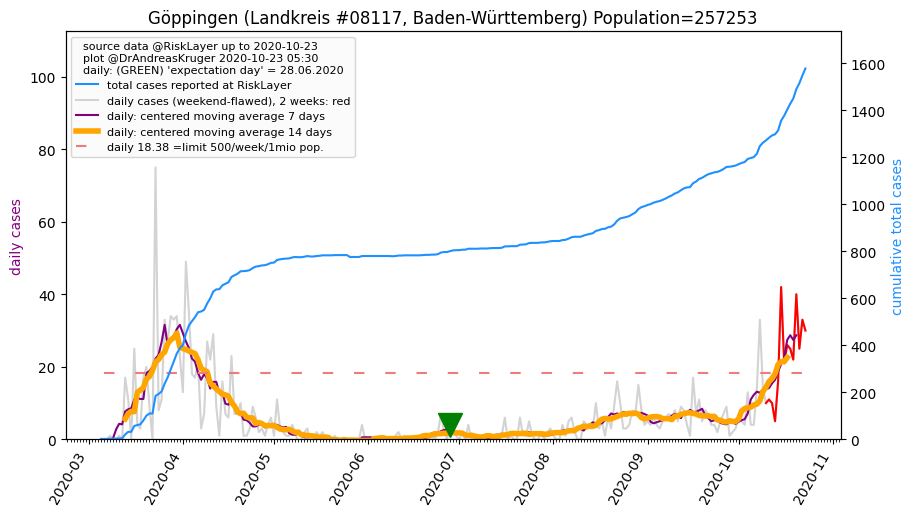 Göppingen (Landkreis #08117, Baden-Württemberg) Population=257253
source data @RiskLayer up to 2020-10-23
plot @DrAndreasKruger 2020-10-23 05:30
daily: (GREEN) 'expectation day' = 28.06.2020
total cases reported at RiskLayer
daily cases (weekend-flawed), 2 weeks: red
daily: centered moving average 7 days
daily: centered moving average 14 days
daily 18.38 =limit 500/week/1mio pop.
daily cases
100
80
60
40
20
0
cumulative total cases
1600
1400
1200
1000
800
600
400
200
0
2020-03
2020-04
2020-05
2020-06
2020-07
2020-08
2020-09
2020-10
2020-11